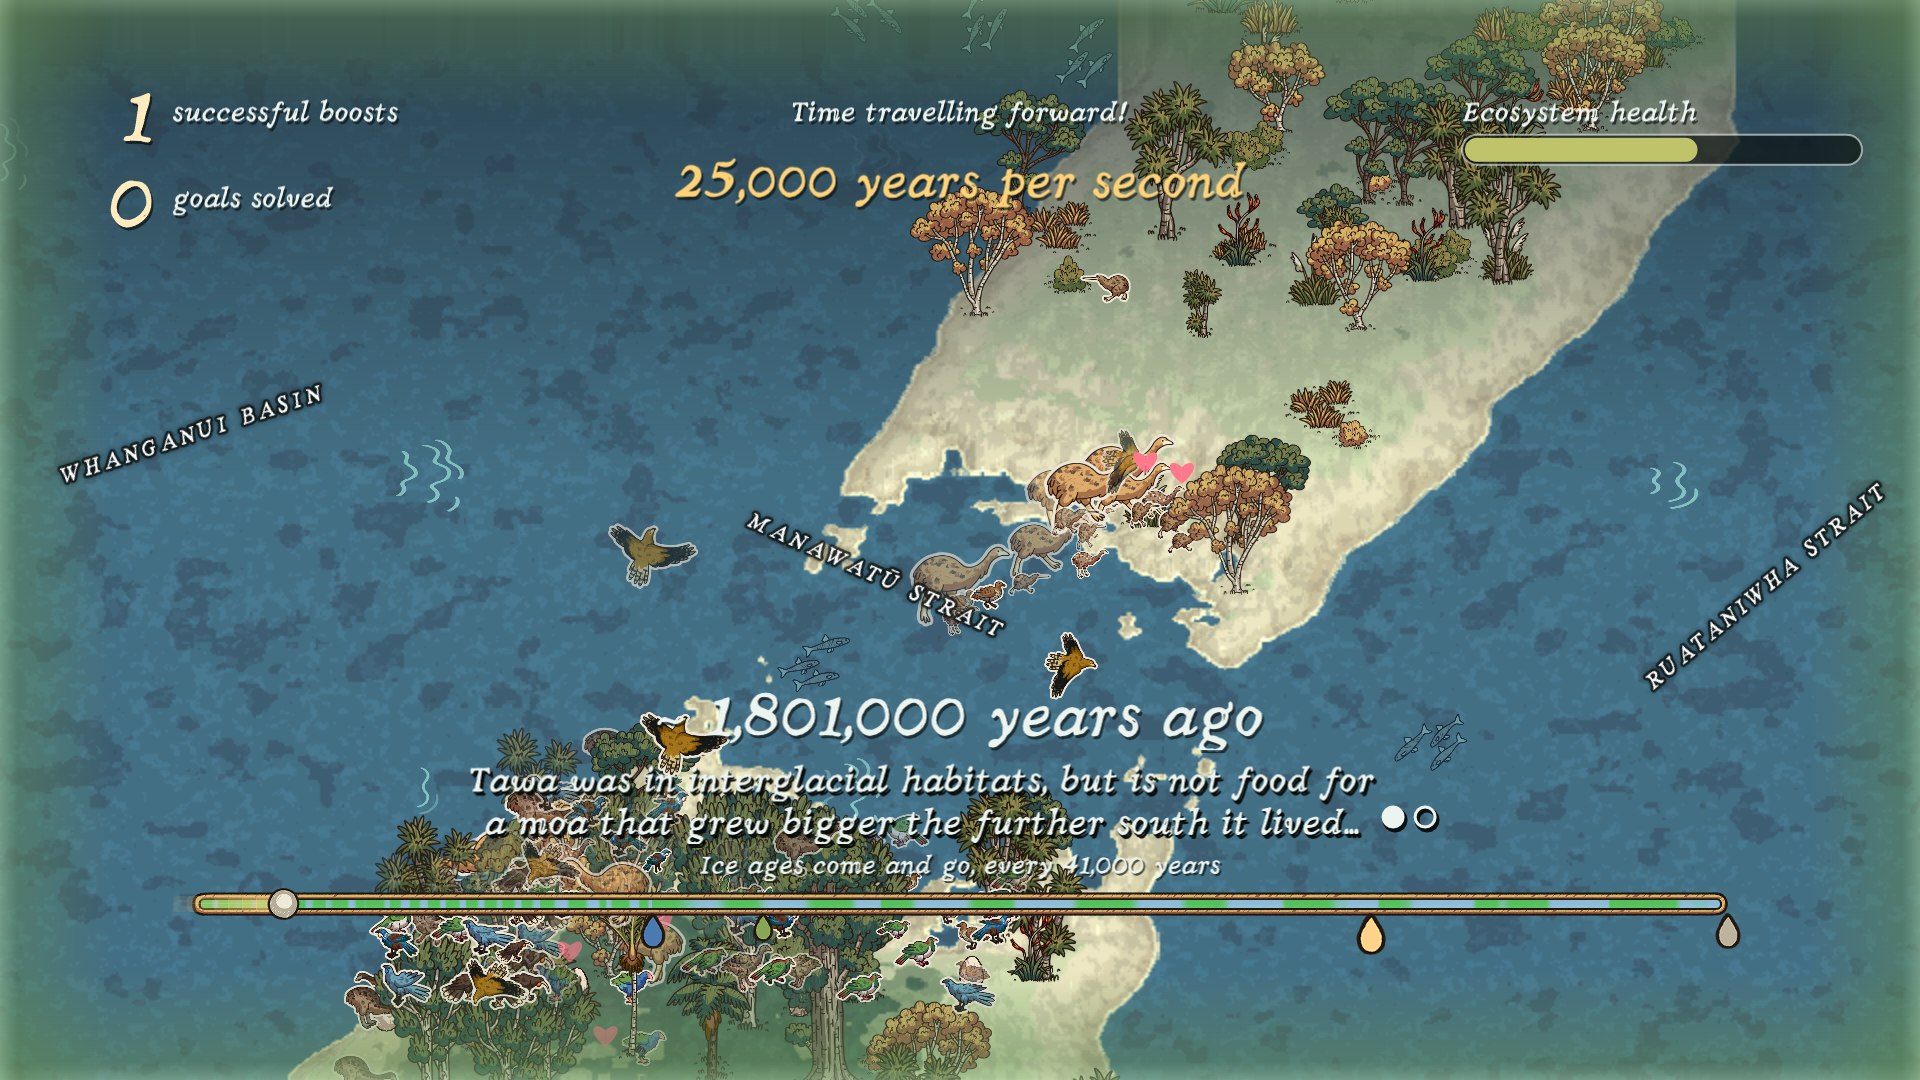 1 successful boosts
0 goals solved
Time travelling forward!
25,000 years per second
Ecosystem health
WHANGANUI BASIN
MANAWATŪ STRAIT
RUATANIWHA STRAIT
1,801,000 years ago
Tawa was in interglacial habitats, but is not food for
a moa that grew bigger the further south it lived...
Ice ages come and go, every 41,000 years